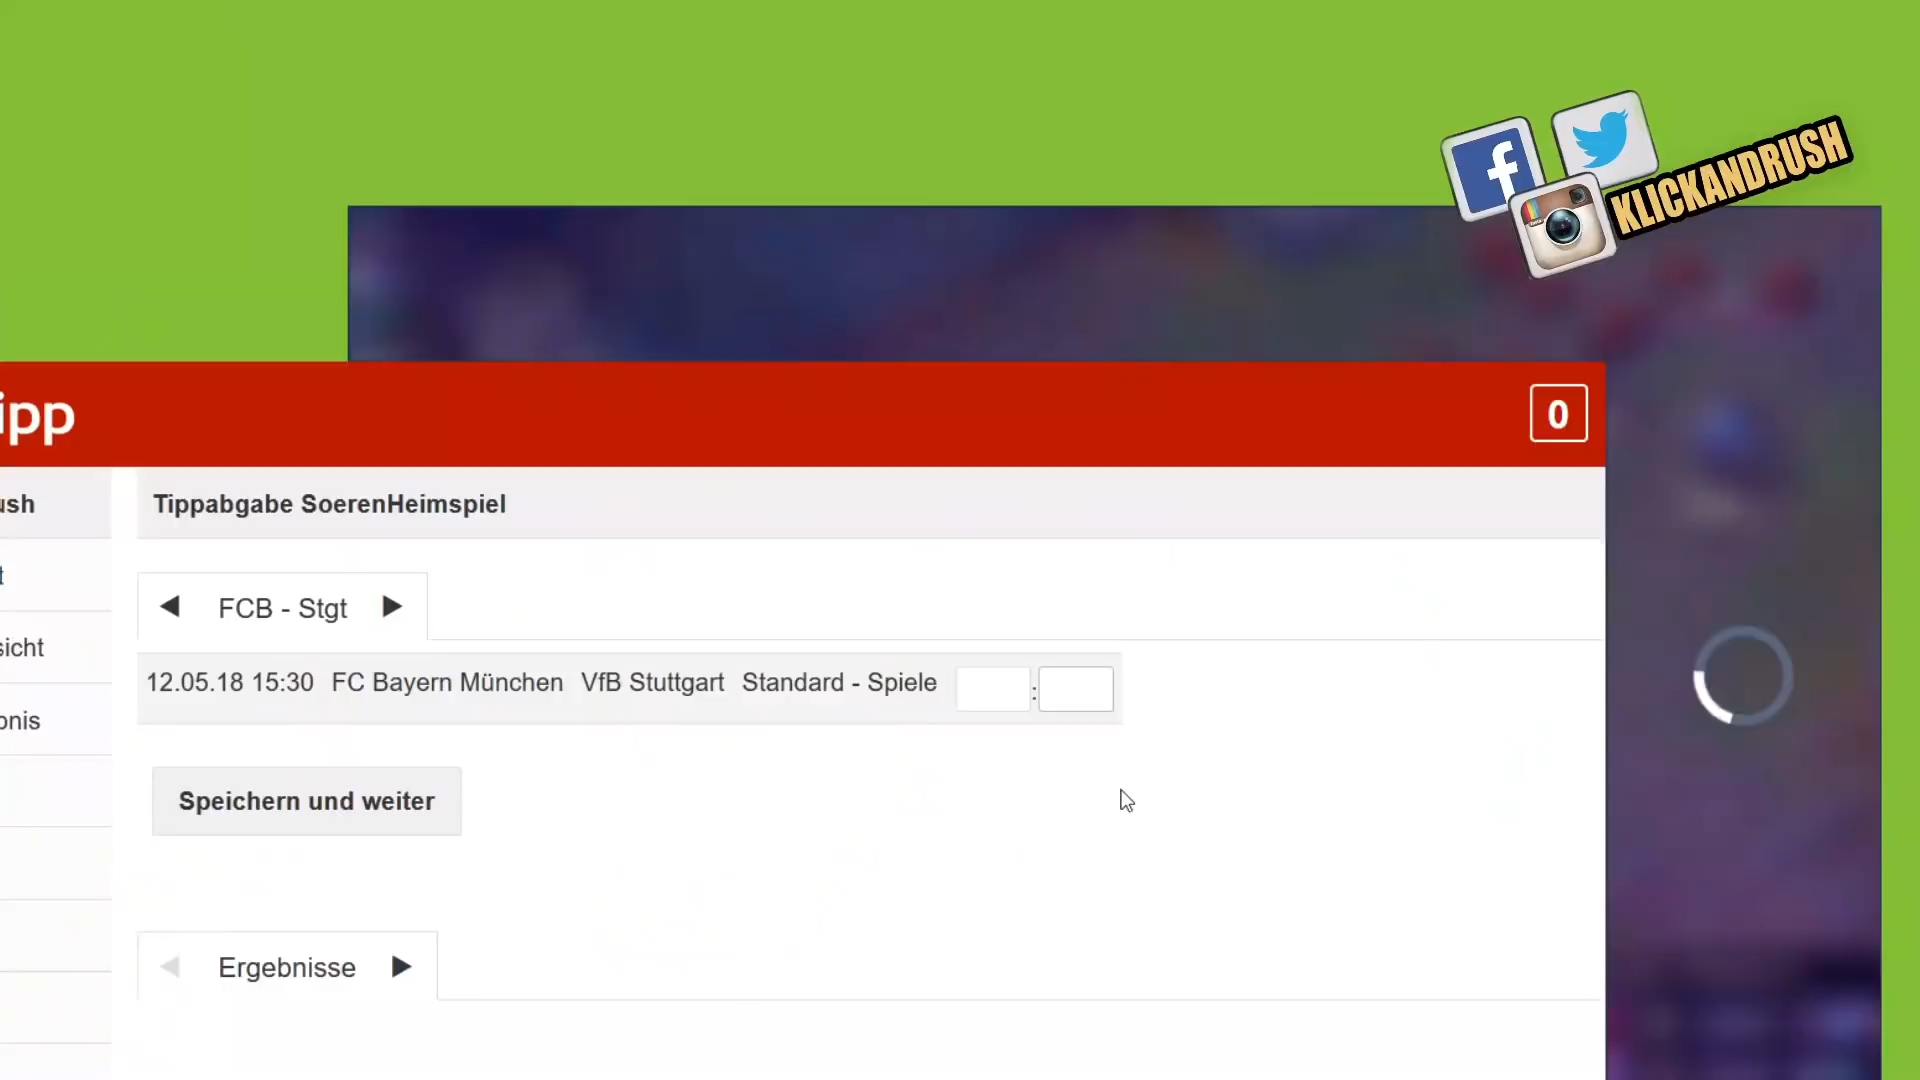 KLICKANDRUSH
ipp
0
ush
Tippabgabe SoerenHeimspiel
t
FCB - Stgt
sicht
12.05.18 15:30 FC Bayern München VfB Stuttgart Standard - Spiele :
bnis
Speichern und weiter
Ergebnisse